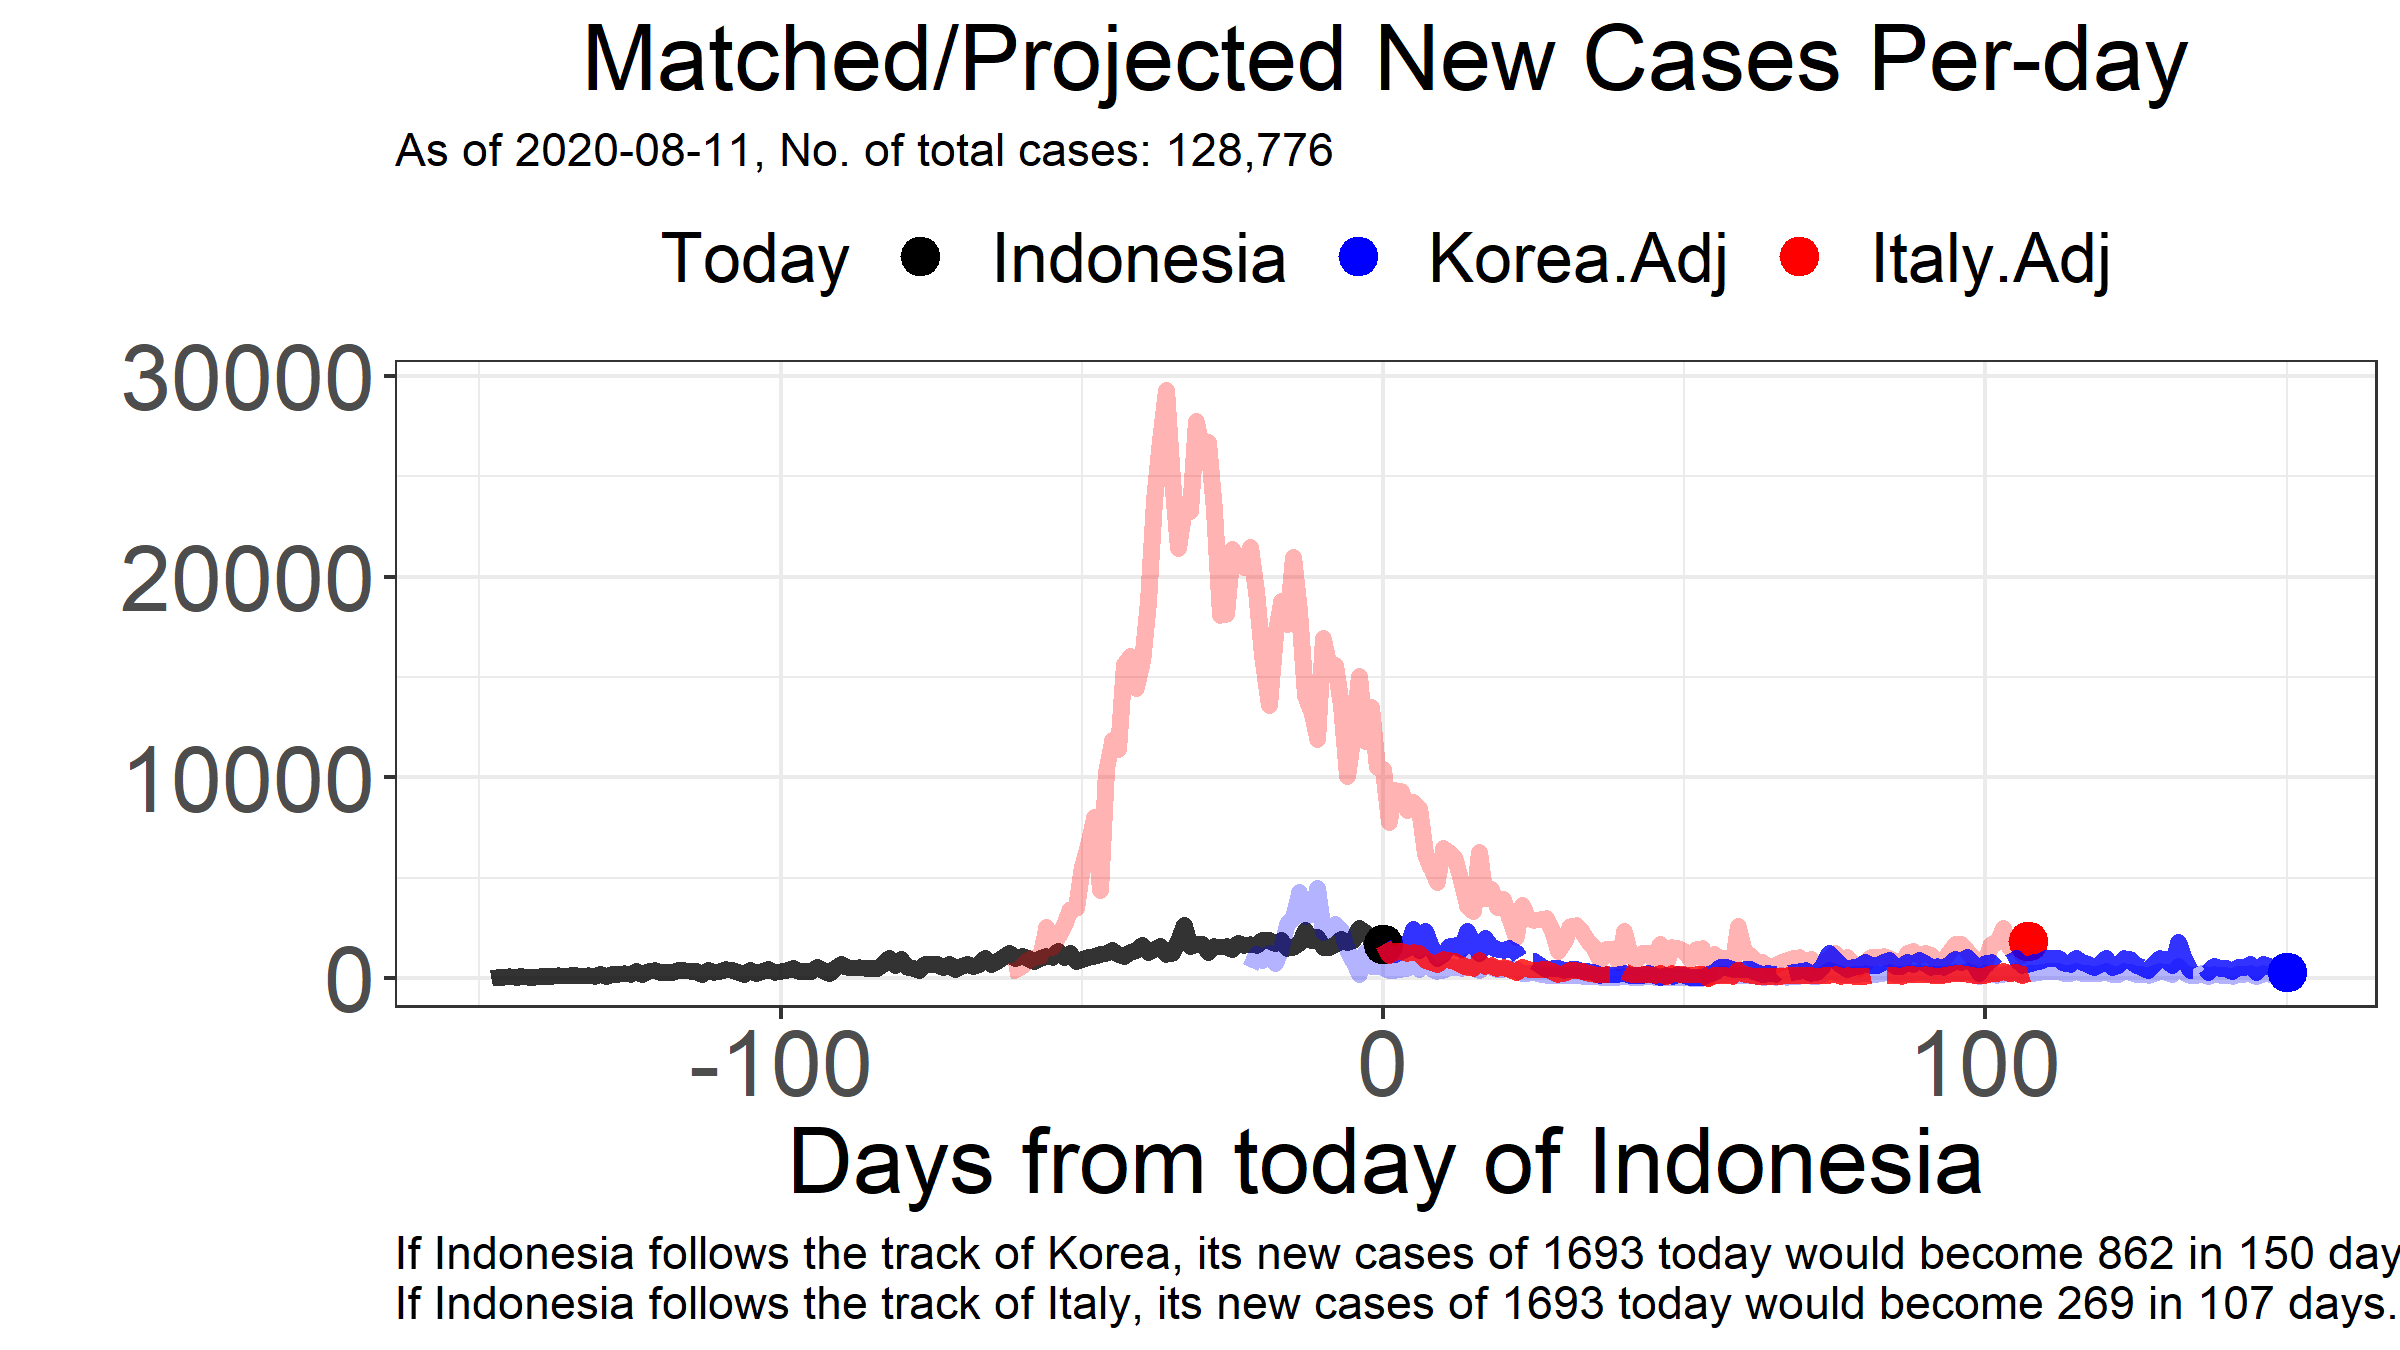 Matched/Projected New Cases Per-day
As of 2020-08-11, No. of total cases: 128,776
Today Indonesia Korea.Adj Italy.Adj
30000
20000
10000
0
-100 0 100
Days from today of Indonesia
If Indonesia follows the track of Korea, its new cases of 1693 today would become 862 in 150 day
If Indonesia follows the track of Italy, its new cases of 1693 today would become 269 in 107 days.